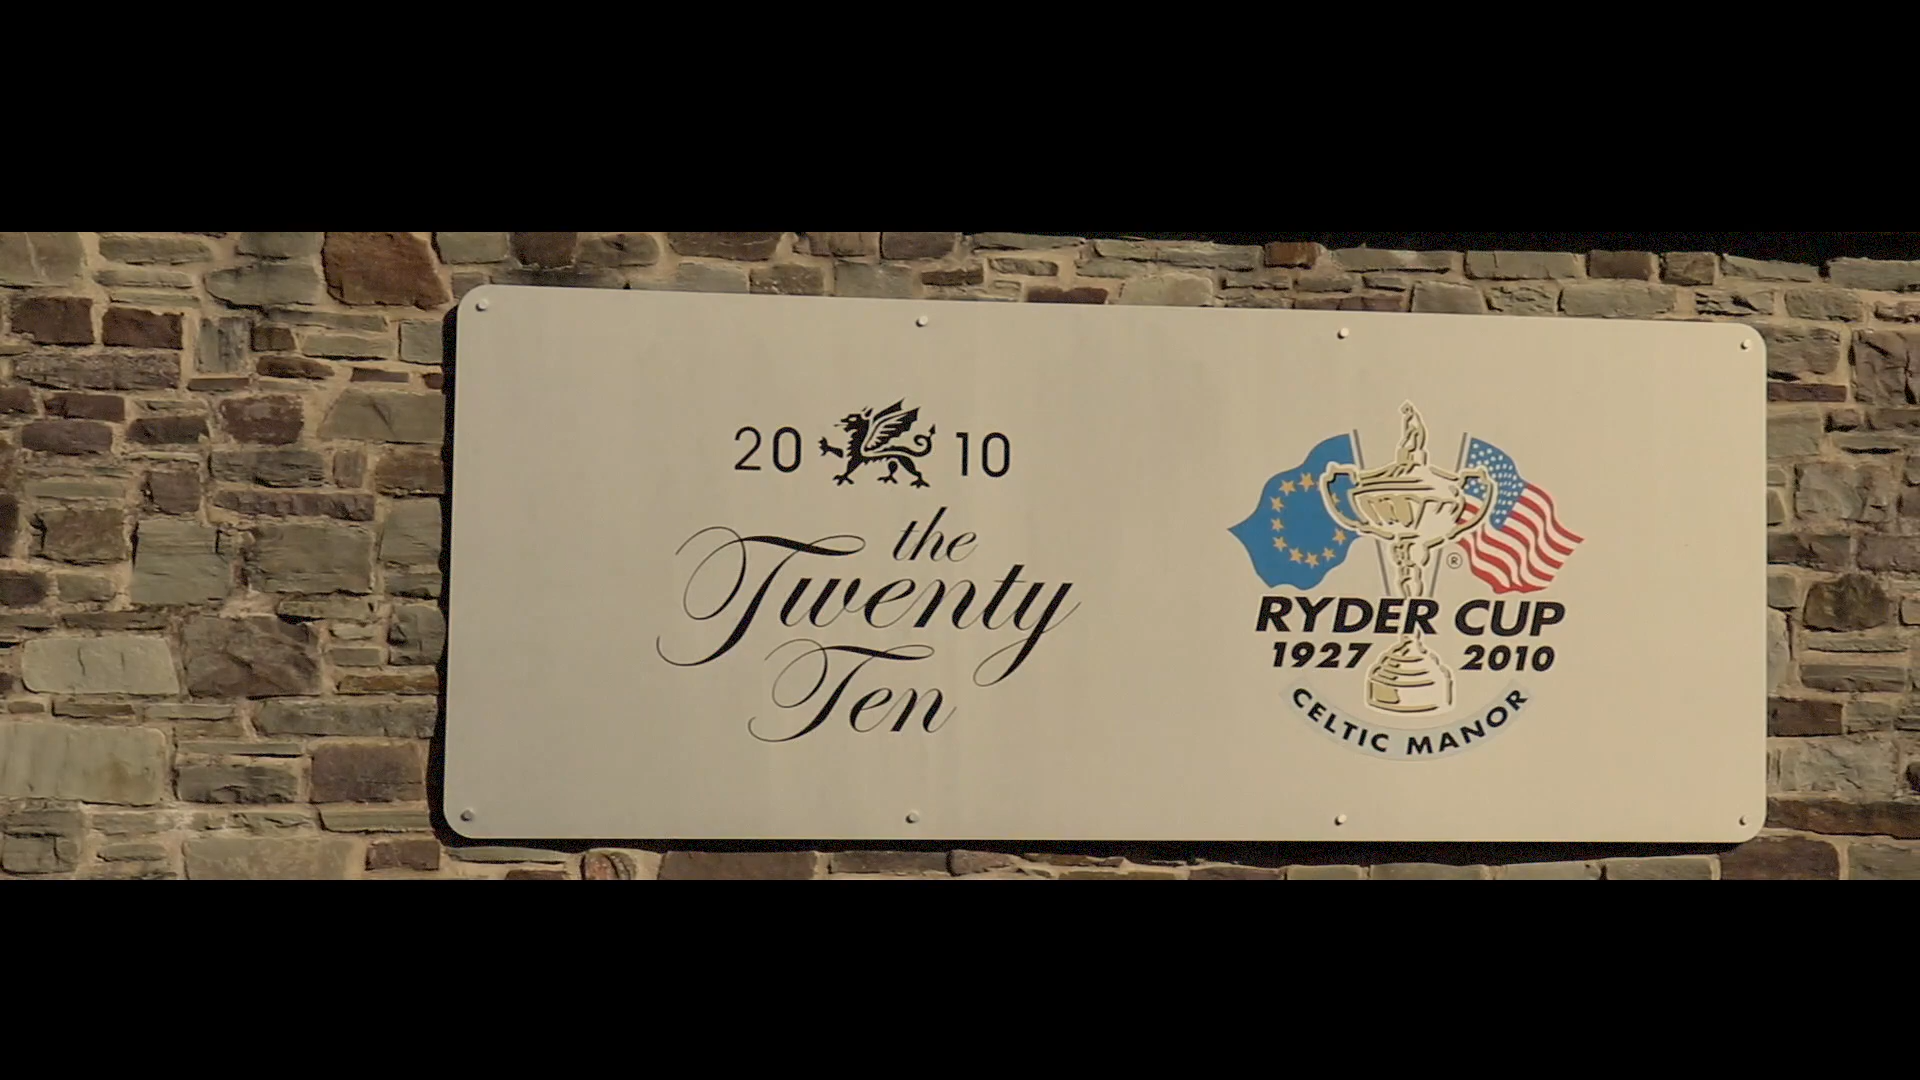 20 10
the
Twenty
Ten
®
RYDER CUP
1927 2010
CELTIC MANOR